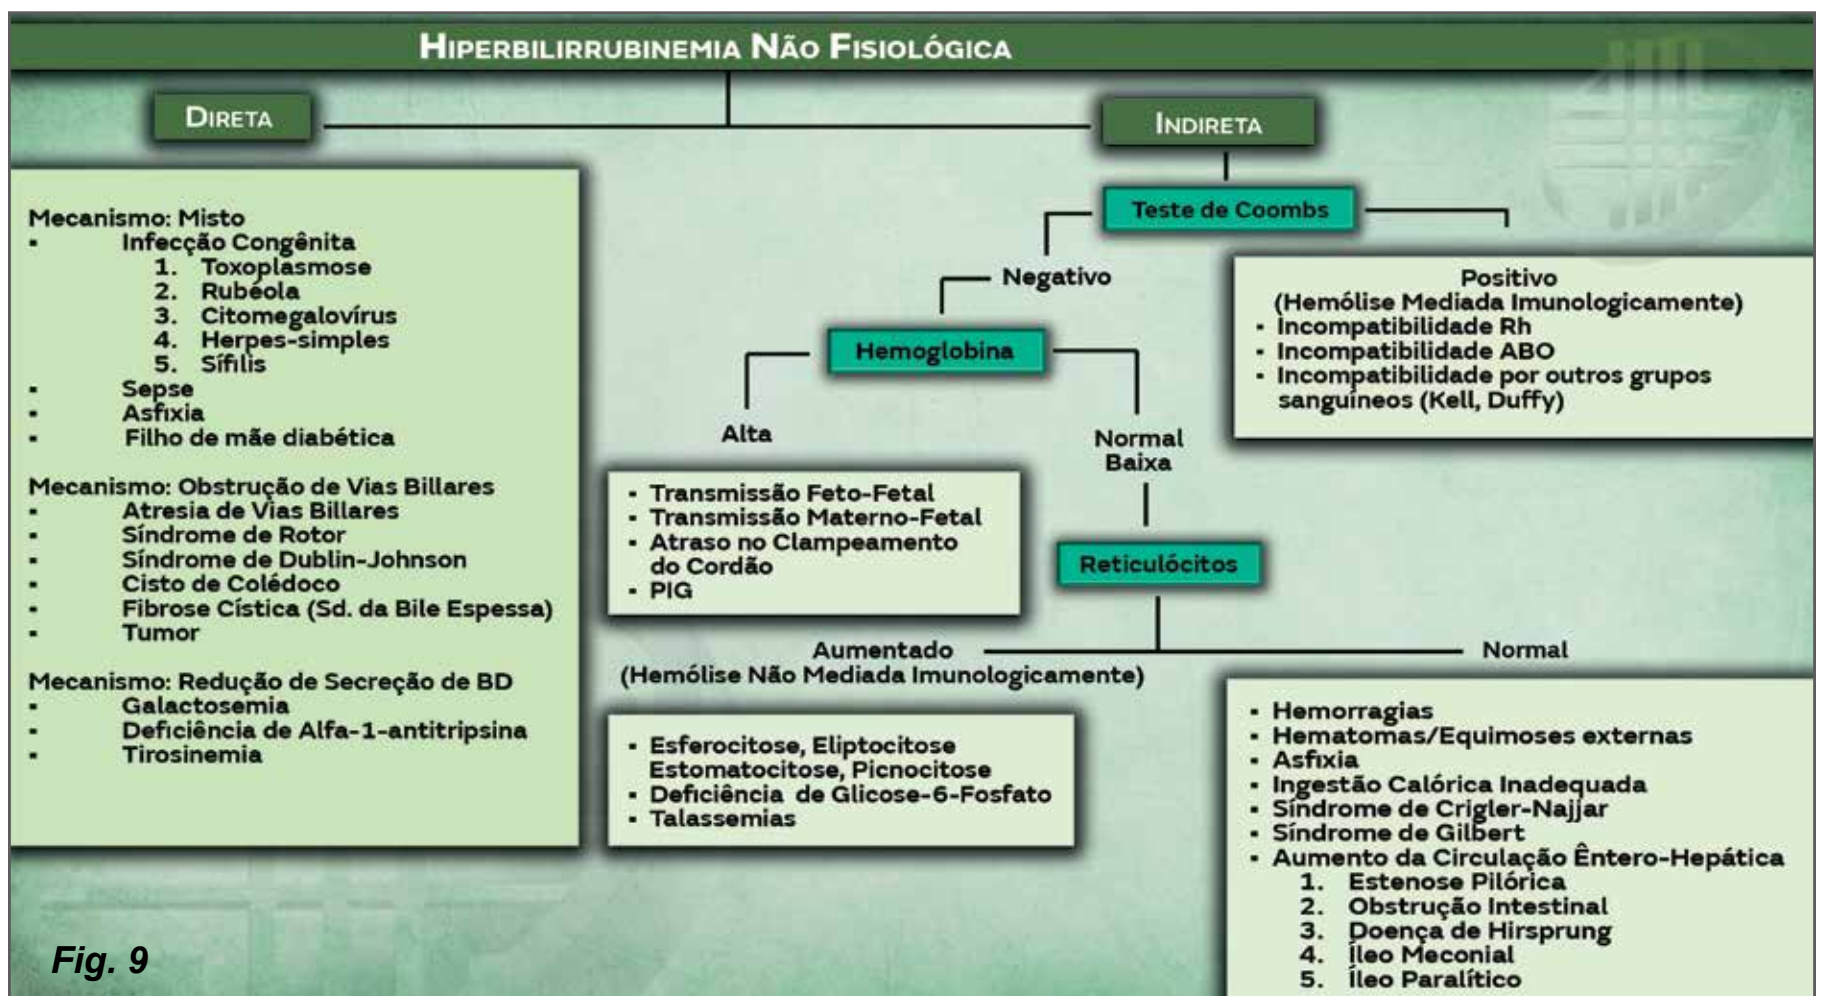 HIPERBILIRRUBINEMIA NÃO FISIOLÓGICA
DIRETA
Mecanismo: Misto
▪ Infecção Congênita
1. Toxoplasmose
2. Rubéola
3. Citomegalovírus
4. Herpes-simples
5. Sífilis
▪ Sepse
▪ Asfixia
▪ Filho de mãe diabética
Mecanismo: Obstrução de Vias Billares
▪ Atresia de Vias Billares
▪ Síndrome de Rotor
▪ Síndrome de Dublin-Johnson
▪ Cisto de Colédoco
▪ Fibrose Cística (Sd. da Bile Espessa)
▪ Tumor
Mecanismo: Redução de Secreção de BD
▪ Galactosemia
▪ Deficiência de Alfa-1-antitripsina
▪ Tirosinemia
INDIRETA
Teste de Coombs
Negativo
Positivo
(Hemólise Mediada Imunologicamente)
▪ Incompatibilidade Rh
▪ Incompatibilidade ABO
▪ Incompatibilidade por outros grupos
sanguíneos (Kell, Duffy)
Hemoglobina
Alta
▪ Transmissão Feto-Fetal
▪ Transmissão Materno-Fetal
▪ Atraso no Clampeamento
do Cordão
▪ PIG
Normal
Baixa
Reticulócitos
Aumentado
(Hemólise Não Mediada Imunologicamente)
▪ Esferocitose, Eliptocitose
Estomatocitose, Picnocitose
▪ Deficiência de Glicose-6-Fosfato
▪ Talassemias
Normal
▪ Hemorragias
▪ Hematomas/Equimoses externas
▪ Asfixia
▪ Ingestão Calórica Inadequada
▪ Síndrome de Crigler-Najjar
▪ Síndrome de Gilbert
▪ Aumento da Circulação Êntero-Hepática
1. Estenose Pilórica
2. Obstrução Intestinal
3. Doença de Hirsprung
4. Íleo Meconial
5. Íleo Paralítico
Fig. 9